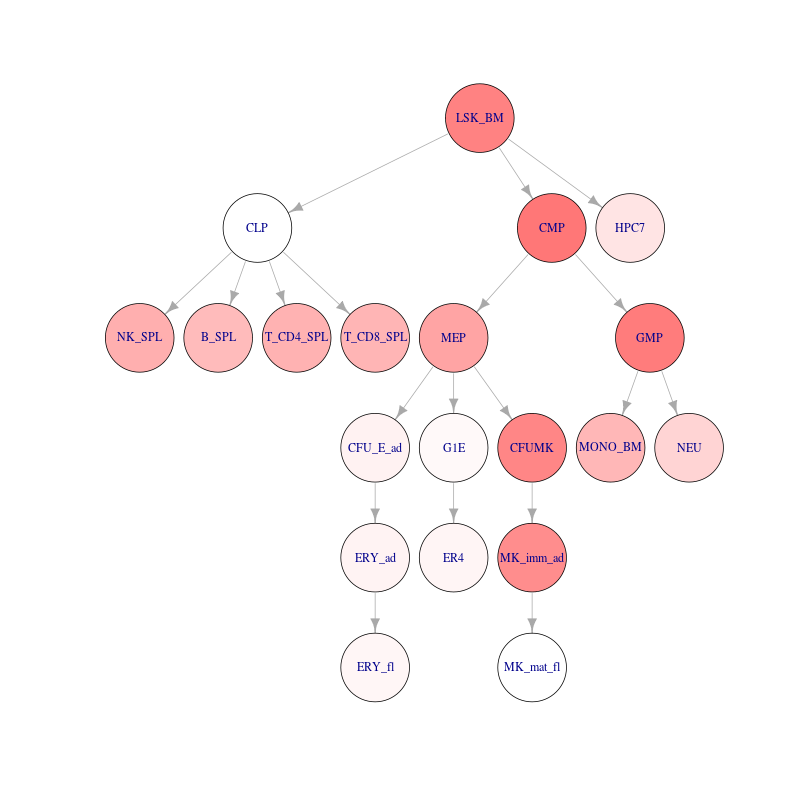 LSK_BM
CLP
CMP
HPC7
NK_SPL
B_SPL
T_CD4_SPL
T_CD8_SPL
MEP
GMP
CFU_E_ad
G1E
CFUMK
MONO_BM
NEU
ERY_ad
ER4
MK_imm_ad
ERY_fl
MK_mat_fl